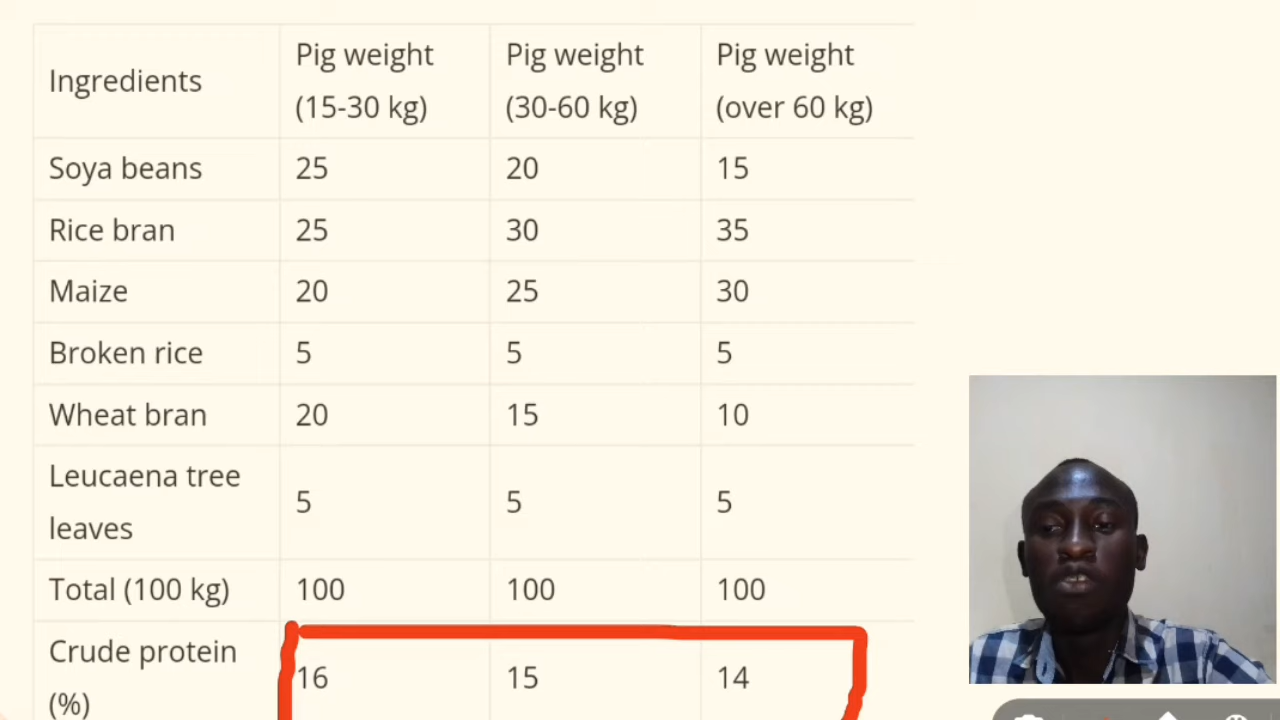 Ingredients Pig weight (15-30 kg) Pig weight (30-60 kg) Pig weight (over 60 kg)
Soya beans 25 20 15
Rice bran 25 30 35
Maize 20 25 30
Broken rice 5 5 5
Wheat bran 20 15 10
Leucaena tree leaves 5 5 5
Total (100 kg) 100 100 100
Crude protein (%) 16 15 14